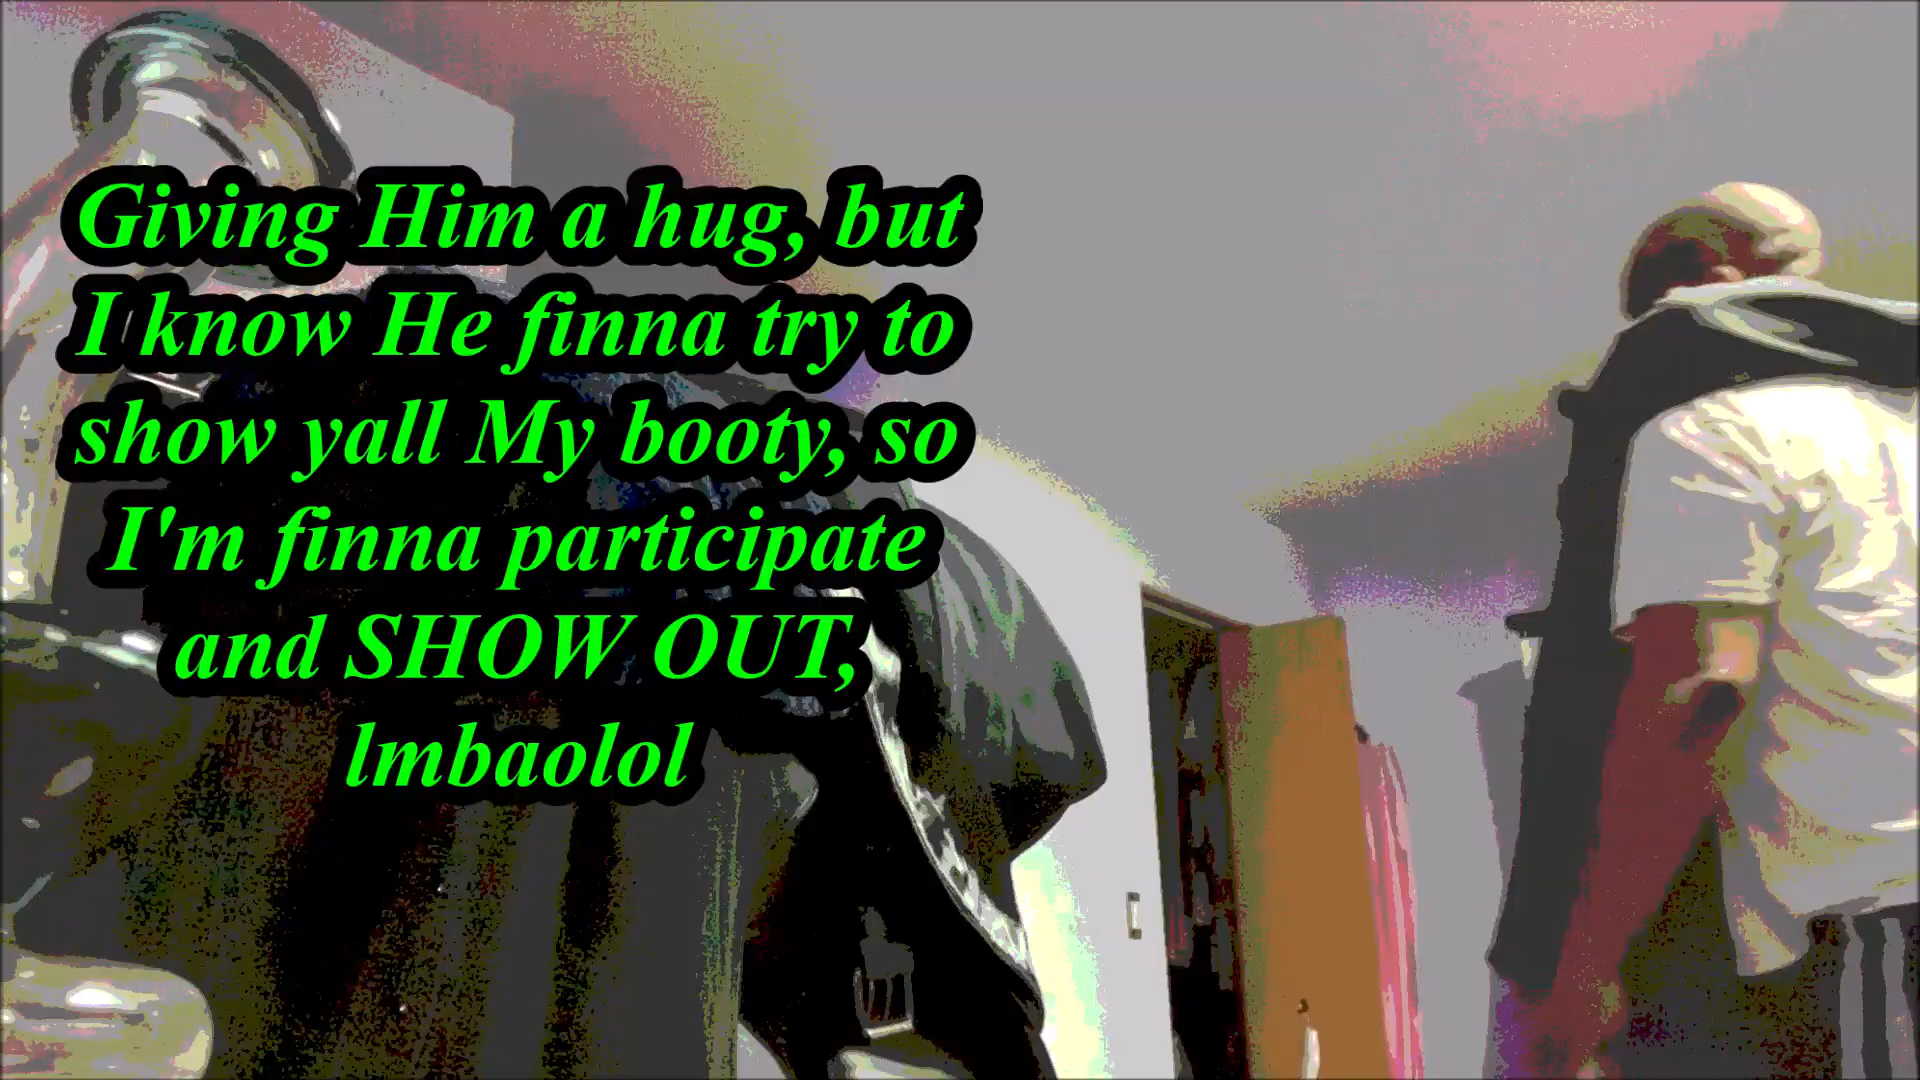 Giving Him a hug, but
I know He finna try to
show yall My booty, so
I'm finna participate
and SHOW OUT,
lmbaolol